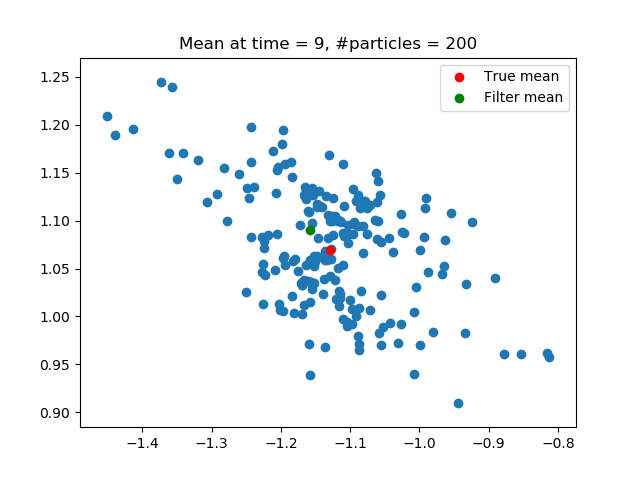 Mean at time = 9, #particles = 200
True mean
Filter mean
1.25
1.20
1.15
1.10
1.05
1.00
0.95
0.90
−1.4 −1.3 −1.2 −1.1 −1.0 −0.9 −0.8